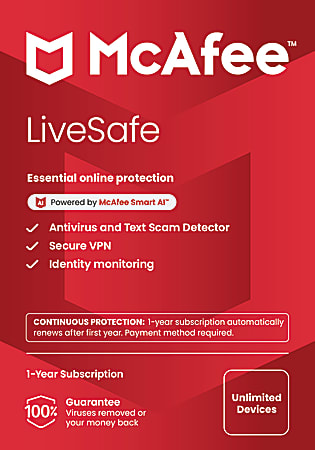 McAfee™
LiveSafe
Essential online protection
Powered by McAfee Smart AI™
Antivirus and Text Scam Detector
Secure VPN
Identity monitoring
CONTINUOUS PROTECTION: 1-year subscription automatically
renews after first year. Payment method required.
1-Year Subscription
100%
Guarantee
Viruses removed or
your money back
Unlimited
Devices